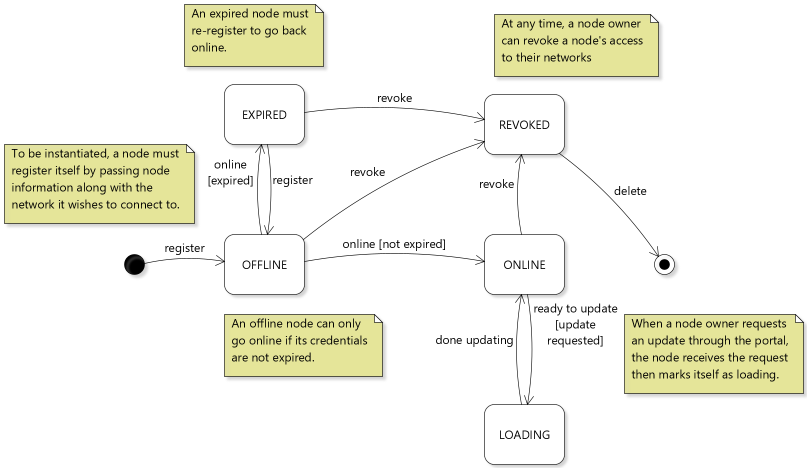 An expired node must
re-register to go back
online.
At any time, a node owner
can revoke a node's access
to their networks
EXPIRED
revoke
REVOKED
To be instantiated, a node must
register itself by passing node
information along with the
network it wishes to connect to.
online
[expired]
register
revoke
revoke
delete
register
OFFLINE
online [not expired]
ONLINE
An offline node can only
go online if its credentials
are not expired.
done updating
ready to update
[update
requested]
When a node owner requests
an update through the portal,
the node receives the request
then marks itself as loading.
LOADING